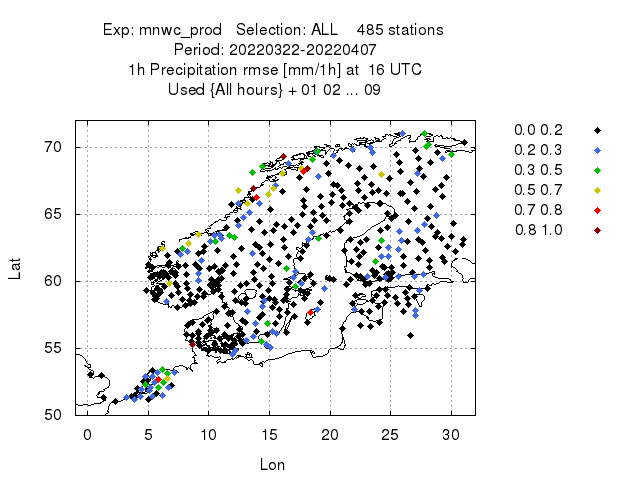 Exp: mnwc_prod Selection: ALL 485 stations
Period: 20220322-20220407
1h Precipitation rmse [mm/1h] at 16 UTC
Used {All hours} + 01 02 ... 09
70
65
60
55
50
Lat
0 5 10 15 20 25 30
Lon
0.0 0.2
0.2 0.3
0.3 0.5
0.5 0.7
0.7 0.8
0.8 1.0